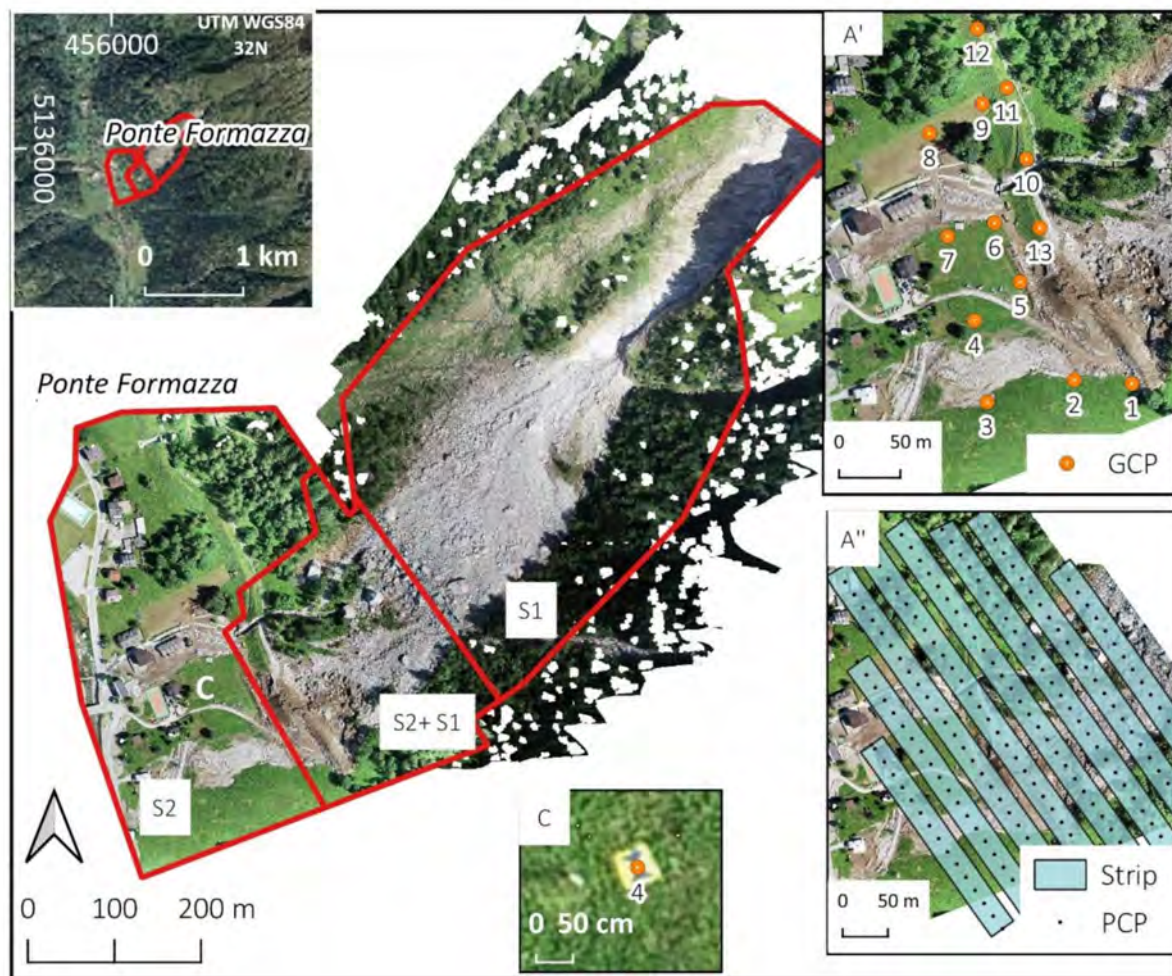 456000
UTM WGS84
32N
5136000
Ponte Formazza
0 1 km
Ponte Formazza
S1
S2+ S1
C
S2
0 100 200 m
C
4
0 50 cm
A'
12
11
9
8
10
6
13
7
5
4
2
1
3
0 50 m
GCP
A''
0 50 m
Strip
PCP